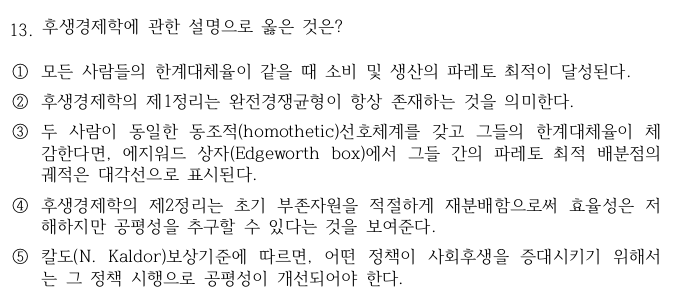 13. 후생경제학에 관한 설명으로 옳은 것은?
① 모든 사람들의 한계대체율이 같을 때 소비 및 생산의 파레토 최적이 달성된다.
② 후생경제학의 제1정리는 완전경쟁균형이 항상 존재하는 것을 의미한다.
③ 두 사람이 동일한 동조적(homothetic)선호체계를 갖고 그들의 한계대체율이 체
감한다면, 에지워드 상자(Edgeworth box)에서 그들 간의 파레토 최적 배분점의
궤적은 대각선으로 표시된다.
④ 후생경제학의 제2정리는 초기 부존자원을 적절하게 재분배함으로써 효율성은 저
해하지만 공평성을 추구할 수 있다는 것을 보여준다.
⑤ 칼도(N. Kaldor)보상기준에 따르면, 어떤 정책이 사회후생을 증대시키기 위해서
는 그 정책 시행으로 공평성이 개선되어야 한다.